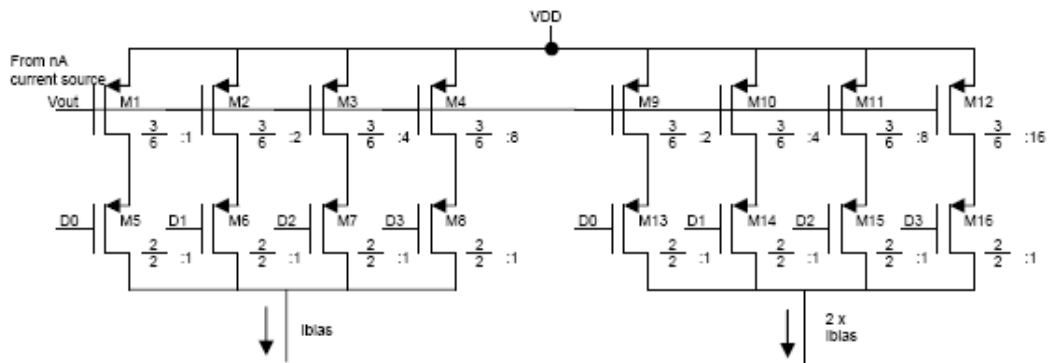 VDD
From nA
current source
Vout
M1
M2
M3
M4
M9
M10
M11
M12
3
6
:1
3
6
:2
3
6
:4
3
6
:8
3
6
:2
3
6
:4
3
6
:8
3
6
:16
D0
M5
D1
M6
D2
M7
D3
M8
D0
M13
D1
M14
D2
M15
D3
M16
2
2
:1
2
2
:1
2
2
:1
2
2
:1
2
2
:1
2
2
:1
2
2
:1
2
2
:1
Ibias
2 x
Ibias